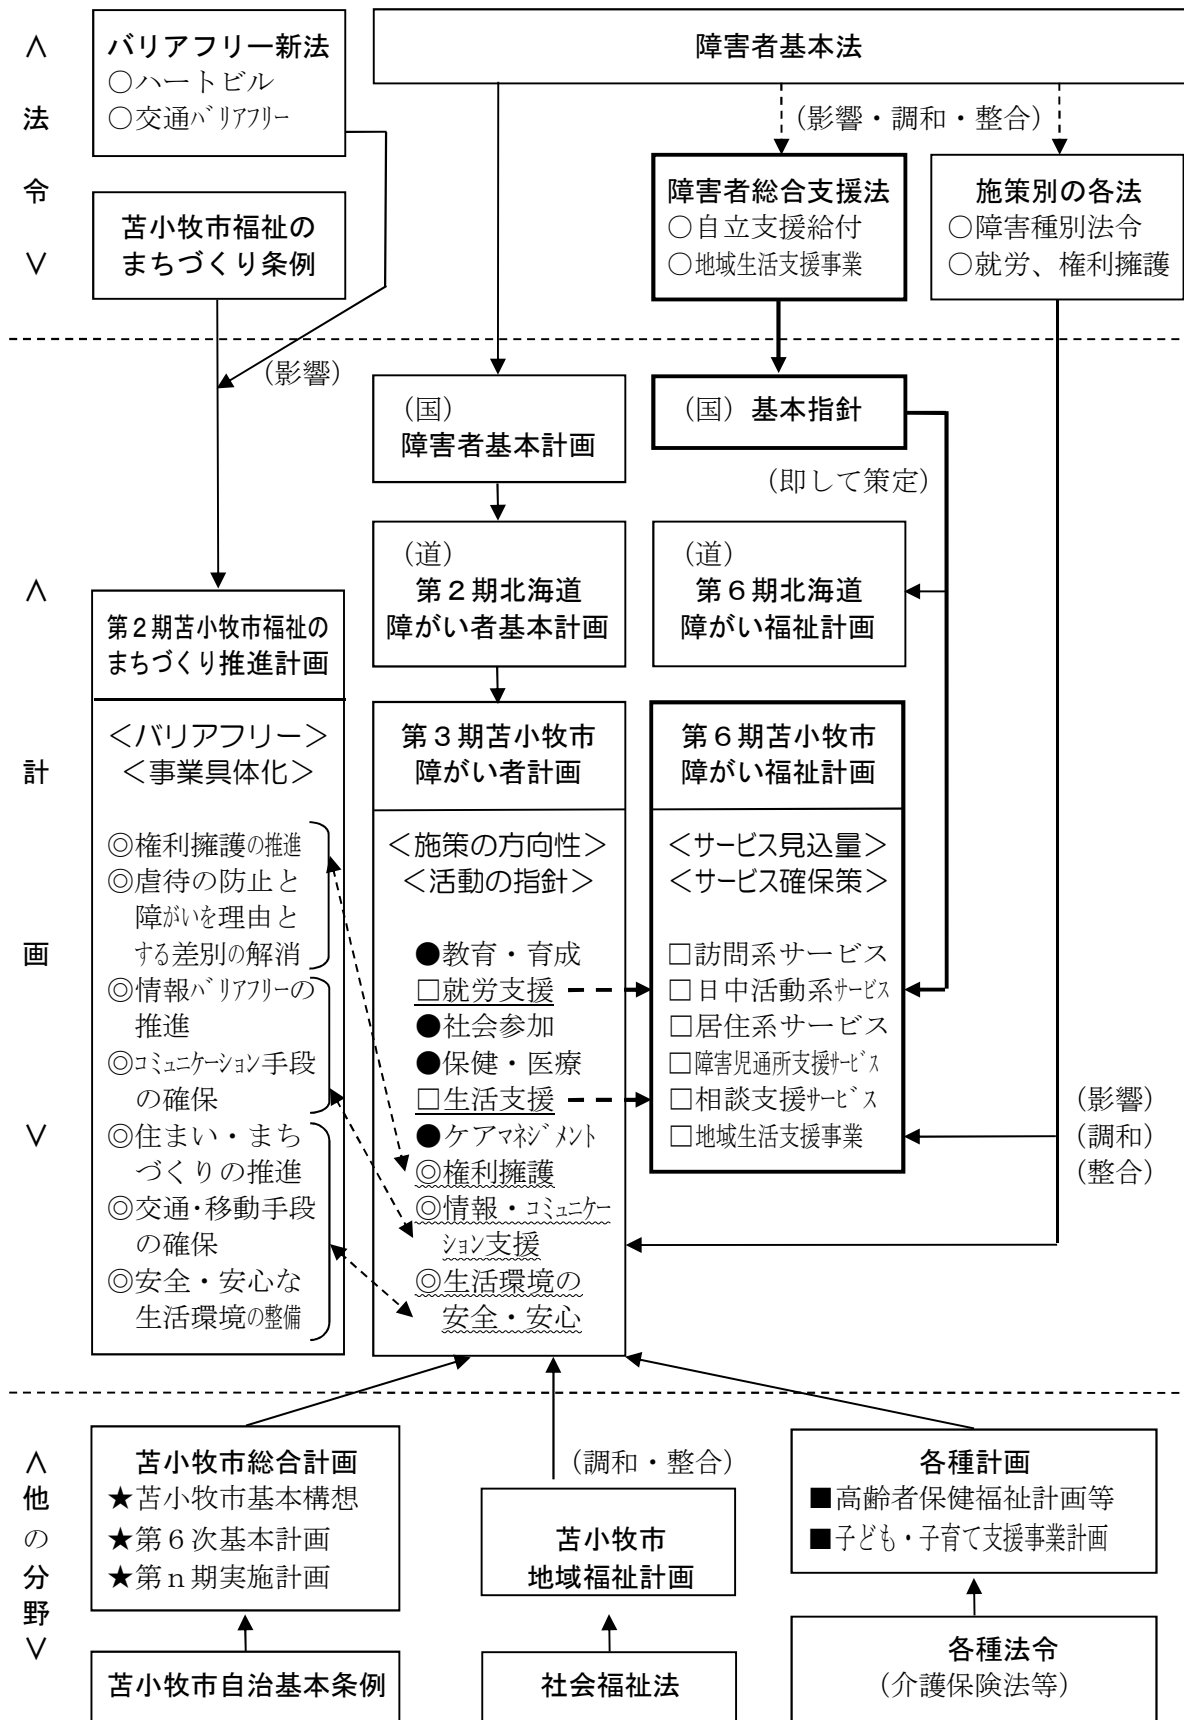 ＜法令＞
バリアフリー新法
○ハートビル
○交通バリアフリー
障害者基本法
（影響・調和・整合）
苫小牧市福祉の
まちづくり条例
障害者総合支援法
○自立支援給付
○地域生活支援事業
施策別の各法
○障害種別法令
○就労、権利擁護
（影響）
＜計画＞
（国）
障害者基本計画
（国）基本指針
（即して策定）
（道）
第２期北海道
障がい者基本計画
（道）
第６期北海道
障がい福祉計画
第２期苫小牧市福祉の
まちづくり推進計画
＜バリアフリー＞
＜事業具体化＞
◎権利擁護の推進
◎虐待の防止と
障がいを理由と
する差別の解消
◎情報バリアフリーの
推進
◎コミュニケーション手段
の確保
◎住まい・まち
づくりの推進
◎交通・移動手段
の確保
◎安全・安心な
生活環境の整備
第３期苫小牧市
障がい者計画
＜施策の方向性＞
＜活動の指針＞
●教育・育成
□就労支援
●社会参加
●保健・医療
□生活支援
●ケアマネジメント
◎権利擁護
◎情報・コミュニケー
ション支援
◎生活環境の
安全・安心
第６期苫小牧市
障がい福祉計画
＜サービス見込量＞
＜サービス確保策＞
□訪問系サービス
□日中活動系サービス
□居住系サービス
□障害児通所支援サービス
□相談支援サービス
□地域生活支援事業
（影響）
（調和）
（整合）
＜他の分野＞
苫小牧市総合計画
★苫小牧市基本構想
★第６次基本計画
★第ｎ期実施計画
（調和・整合）
苫小牧市
地域福祉計画
各種計画
■高齢者保健福祉計画等
■子ども・子育て支援事業計画
苫小牧市自治基本条例
社会福祉法
各種法令
（介護保険法等）